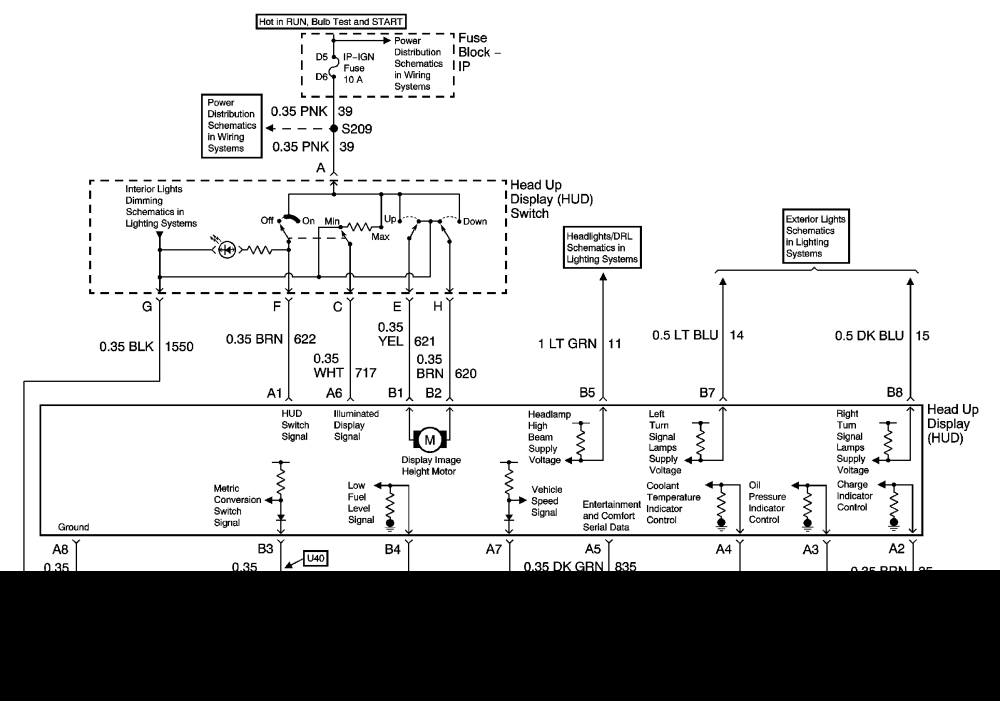 Hot in RUN, Bulb Test and START
Fuse
Block –
IP
Power
Distribution
Schematics
in Wiring
Systems
D5
IP–IGN
Fuse
10 A
D6
Power
Distribution
Schematics
in Wiring
Systems
0.35 PNK 39
S209
0.35 PNK 39
A
Head Up
Display (HUD)
Switch
Interior Lights
Dimming
Schematics in
Lighting Systems
Off
On
Min
Max
Up
Down
Headlights/DRL
Schematics in
Lighting Systems
Exterior Lights
Schematics
in Lighting
Systems
G
F
C
E
H
0.35 BLK 1550
0.35 BRN 622
0.35
WHT 717
0.35
YEL 621
0.35
BRN 620
1 LT GRN 11
0.5 LT BLU 14
0.5 DK BLU 15
A1
A6
B1
B2
B5
B7
B8
Head Up
Display
(HUD)
HUD
Switch
Signal
Illuminated
Display
Signal
M
Display Image
Height Motor
Headlamp
High
Beam
Supply
Voltage
Left
Turn
Signal
Lamps
Supply
Voltage
Right
Turn
Signal
Lamps
Supply
Voltage
Metric
Conversion
Switch
Signal
Low
Fuel
Level
Signal
Vehicle
Speed
Signal
Entertainment
and Comfort
Serial Data
Coolant
Temperature
Indicator
Control
Oil
Pressure
Indicator
Control
Charge
Indicator
Control
Ground
A8
B3
B4
A7
A5
A4
A3
A2
U40
0.35
0.35
0.35 DK GRN 835
0.35 BRN 25